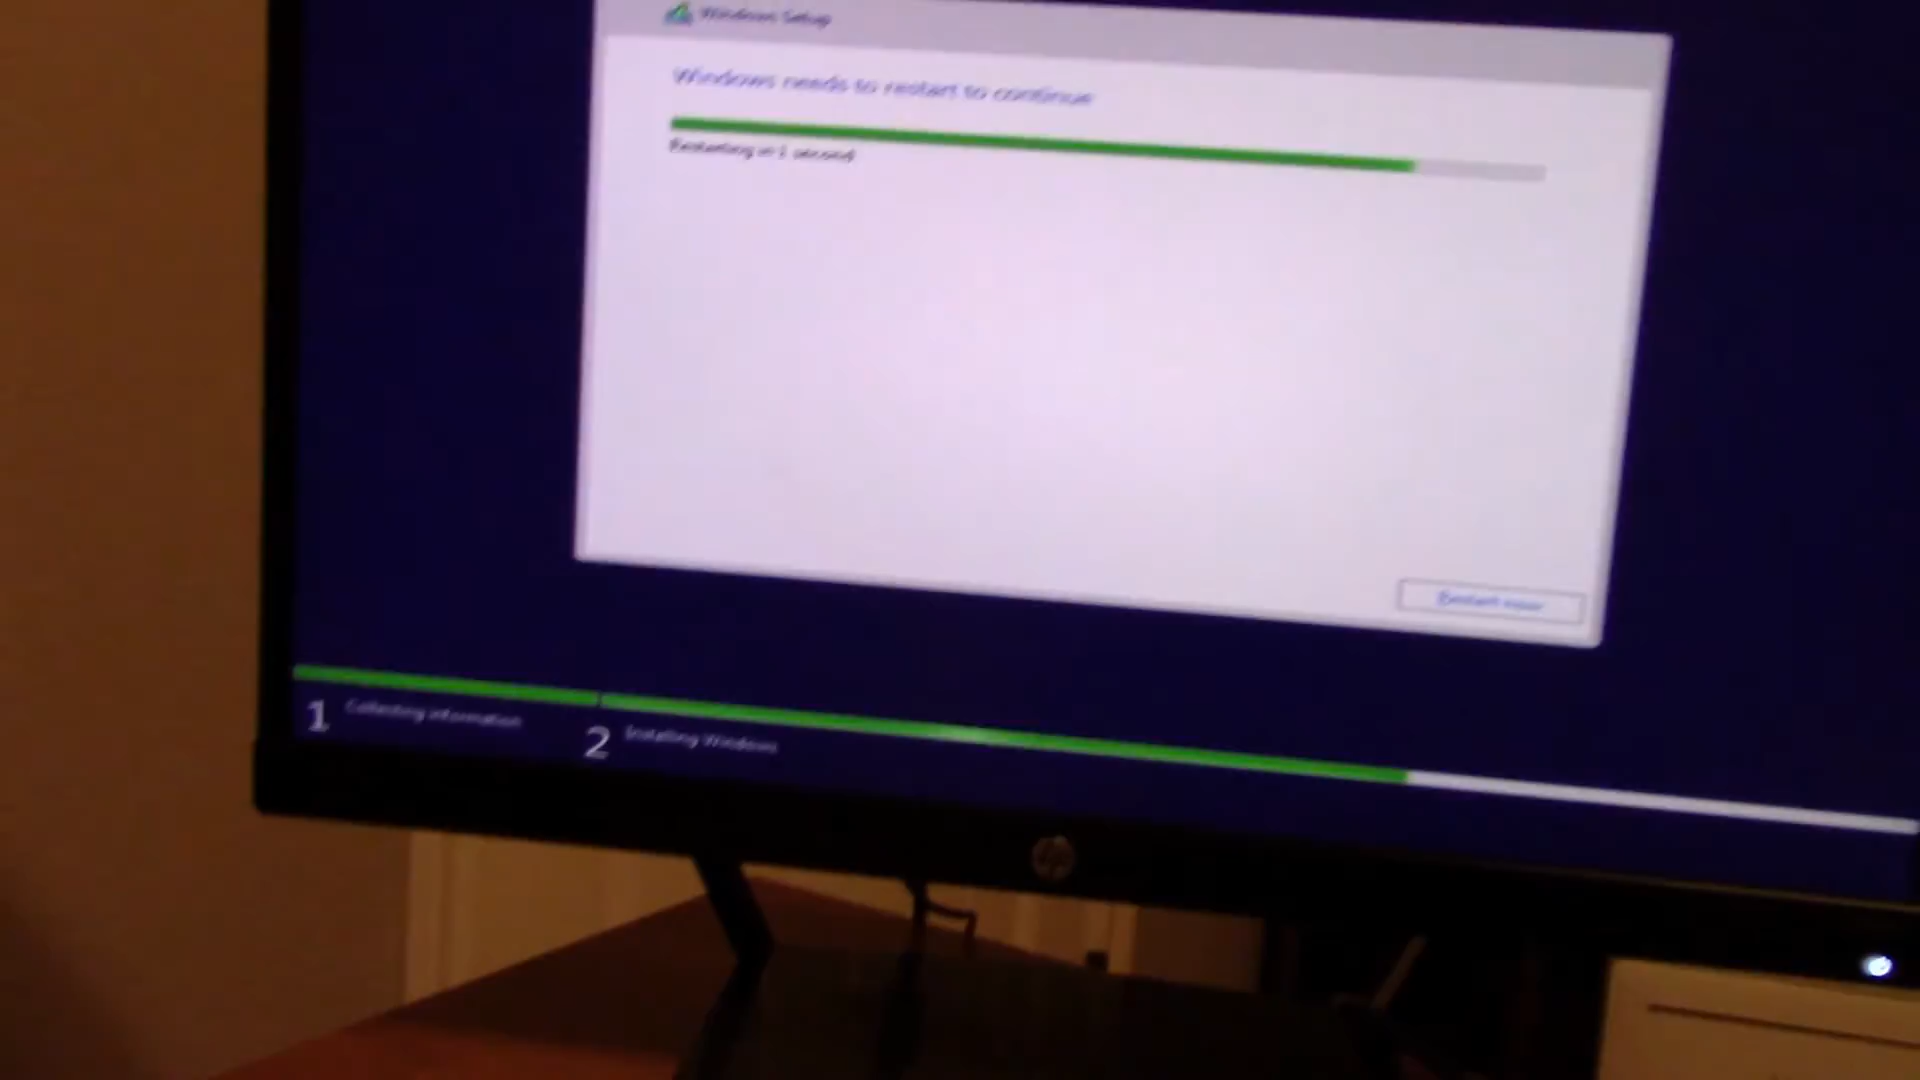 Windows Setup
Windows needs to restart to continue
Restarting in 1 second
Restart now
1 Collecting information
2 Installing Windows
hp